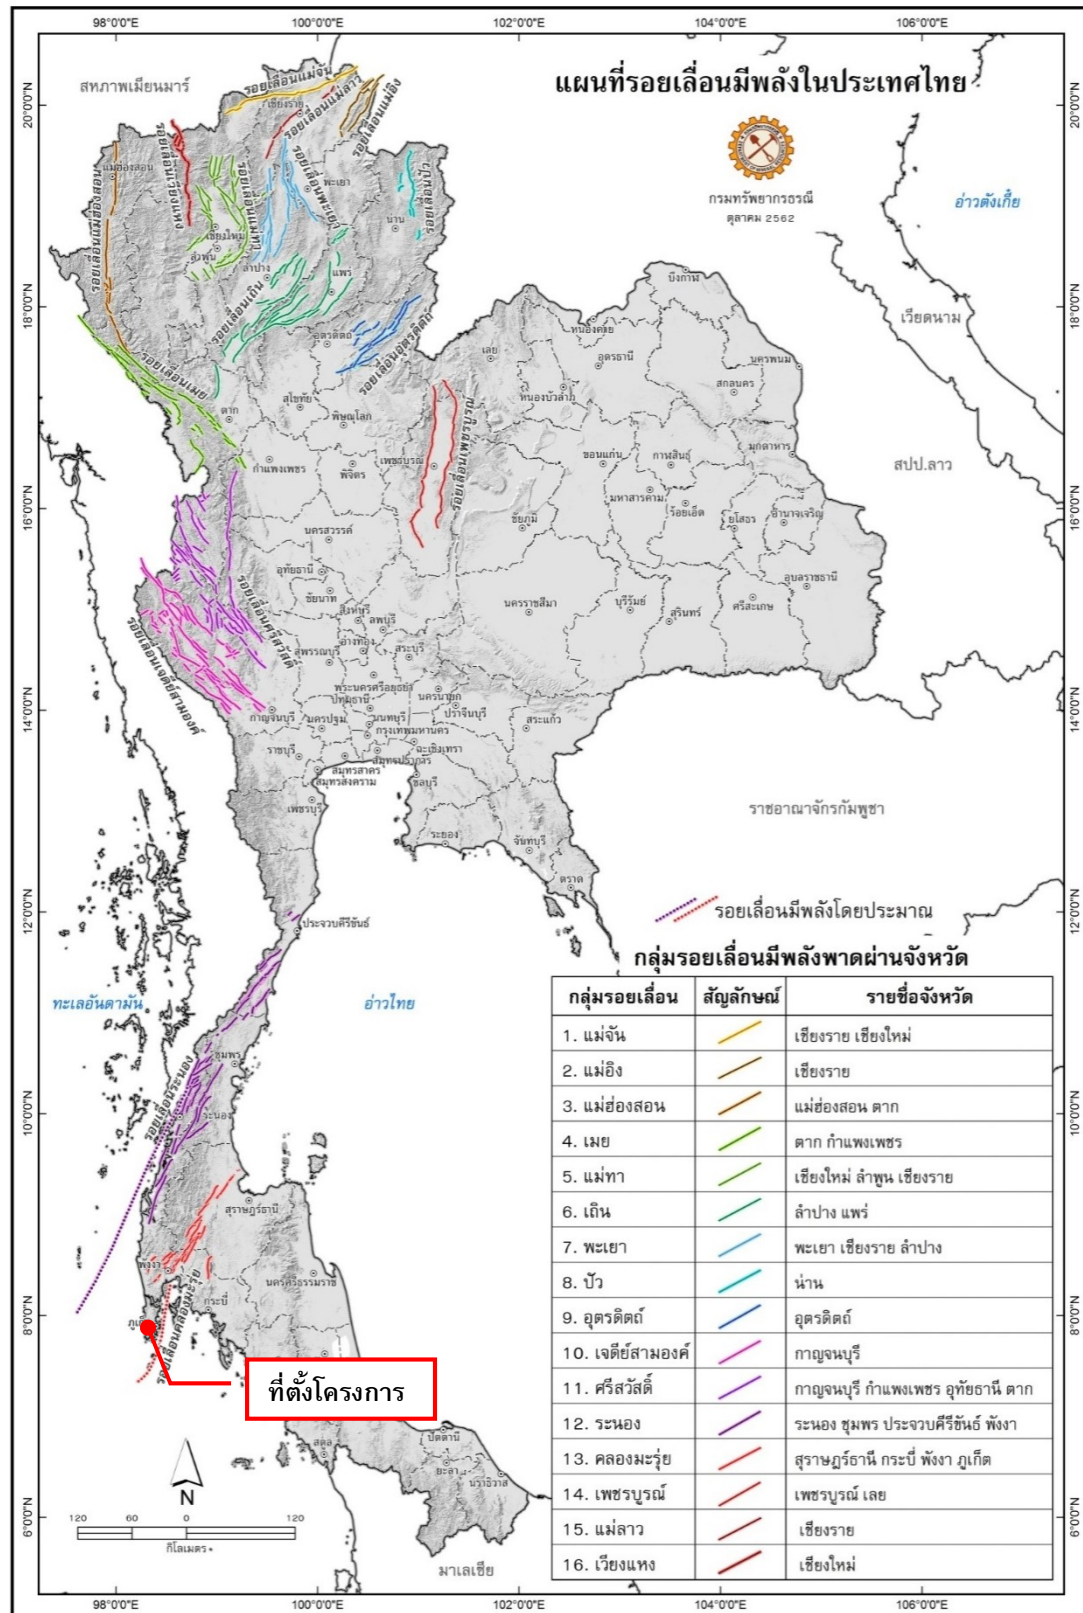 98°0'0"E 100°0'0"E 102°0'0"E 104°0'0"E 106°0'0"E
แผนที่รอยเลื่อนมีพลังในประเทศไทย
กรมทรัพยากรธรณี
ตุลาคม 2562
สหภาพเมียนมาร์
อ่าวตังเกี๋ย
เวียดนาม
สปป.ลาว
ราชอาณาจักรกัมพูชา
มาเลเซีย
ทะเลอันดามัน
อ่าวไทย
20°0'0"N
18°0'0"N
16°0'0"N
14°0'0"N
12°0'0"N
10°0'0"N
8°0'0"N
6°0'0"N
20°0'0"N
18°0'0"N
16°0'0"N
14°0'0"N
12°0'0"N
10°0'0"N
8°0'0"N
6°0'0"N
รอยเลื่อนแม่จัน
รอยเลื่อนแม่ลาว
รอยเลื่อนแม่อิง
รอยเลื่อนเวียงแหง
รอยเลื่อนแม่ฮ่องสอน
รอยเลื่อนแม่ทา
รอยเลื่อนพะเยา
รอยเลื่อนปัว
รอยเลื่อนเถิน
รอยเลื่อนอุตรดิตถ์
รอยเลื่อนเมย
รอยเลื่อนเพชรบูรณ์
รอยเลื่อนศรีสวัสดิ์
รอยเลื่อนเจดีย์สามองค์
รอยเลื่อนระนอง
รอยเลื่อนคลองมะรุ่ย
เชียงราย
แม่ฮ่องสอน
พะเยา
น่าน
เชียงใหม่
ลำพูน
ลำปาง
แพร่
อุตรดิตถ์
บึงกาฬ
หนองคาย
เลย
อุดรธานี
นครพนม
สกลนคร
หนองบัวลำภู
สุโขทัย
ตาก
พิษณุโลก
มุกดาหาร
กำแพงเพชร
พิจิตร
เพชรบูรณ์
ขอนแก่น
กาฬสินธุ์
มหาสารคาม
ร้อยเอ็ด
ยโสธร
อำนาจเจริญ
ชัยภูมิ
นครสวรรค์
อุทัยธานี
ชัยนาท
อุบลราชธานี
สิงห์บุรี
ลพบุรี
นครราชสีมา
บุรีรัมย์
สุรินทร์
ศรีสะเกษ
อ่างทอง
สุพรรณบุรี
สระบุรี
พระนครศรีอยุธยา
นครนายก
ปทุมธานี
ปราจีนบุรี
กาญจนบุรี
นครปฐม
นนทบุรี
สระแก้ว
กรุงเทพมหานคร
ราชบุรี
ฉะเชิงเทรา
สมุทรปราการ
สมุทรสาคร
สมุทรสงคราม
ชลบุรี
เพชรบุรี
ระยอง
จันทบุรี
ตราด
ประจวบคีรีขันธ์
ชุมพร
ระนอง
สุราษฎร์ธานี
พังงา
นครศรีธรรมราช
กระบี่
ที่ตั้งโครงการ
สตูล
ปัตตานี
ยะลา
นราธิวาส
รอยเลื่อนมีพลังโดยประมาณ
กลุ่มรอยเลื่อนมีพลังพาดผ่านจังหวัด
กลุ่มรอยเลื่อน สัญลักษณ์ รายชื่อจังหวัด
1. แม่จัน เชียงราย เชียงใหม่
2. แม่อิง เชียงราย
3. แม่ฮ่องสอน แม่ฮ่องสอน ตาก
4. เมย ตาก กำแพงเพชร
5. แม่ทา เชียงใหม่ ลำพูน เชียงราย
6. เถิน ลำปาง แพร่
7. พะเยา พะเยา เชียงราย ลำปาง
8. ปัว น่าน
9. อุตรดิตถ์ อุตรดิตถ์
10. เจดีย์สามองค์ กาญจนบุรี
11. ศรีสวัสดิ์ กาญจนบุรี กำแพงเพชร อุทัยธานี ตาก
12. ระนอง ระนอง ชุมพร ประจวบคีรีขันธ์ พังงา
13. คลองมะรุ่ย สุราษฎร์ธานี กระบี่ พังงา ภูเก็ต
14. เพชรบูรณ์ เพชรบูรณ์ เลย
15. แม่ลาว เชียงราย
16. เวียงแหง เชียงใหม่
N
120 60 0 120
กิโลเมตร
98°0'0"E 100°0'0"E 102°0'0"E 104°0'0"E 106°0'0"E